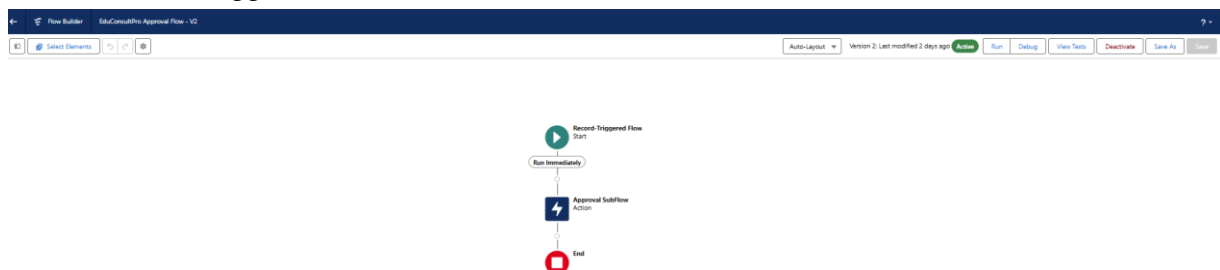 Flow Builder EduConsultPro Approval Flow - V2 ?
Select Elements Auto-Layout Version 2: Last modified 2 days ago Active Run Debug View Tests Deactivate Save As Save
Record-Triggered Flow
Start
Run Immediately
Approval SubFlow
Action
End